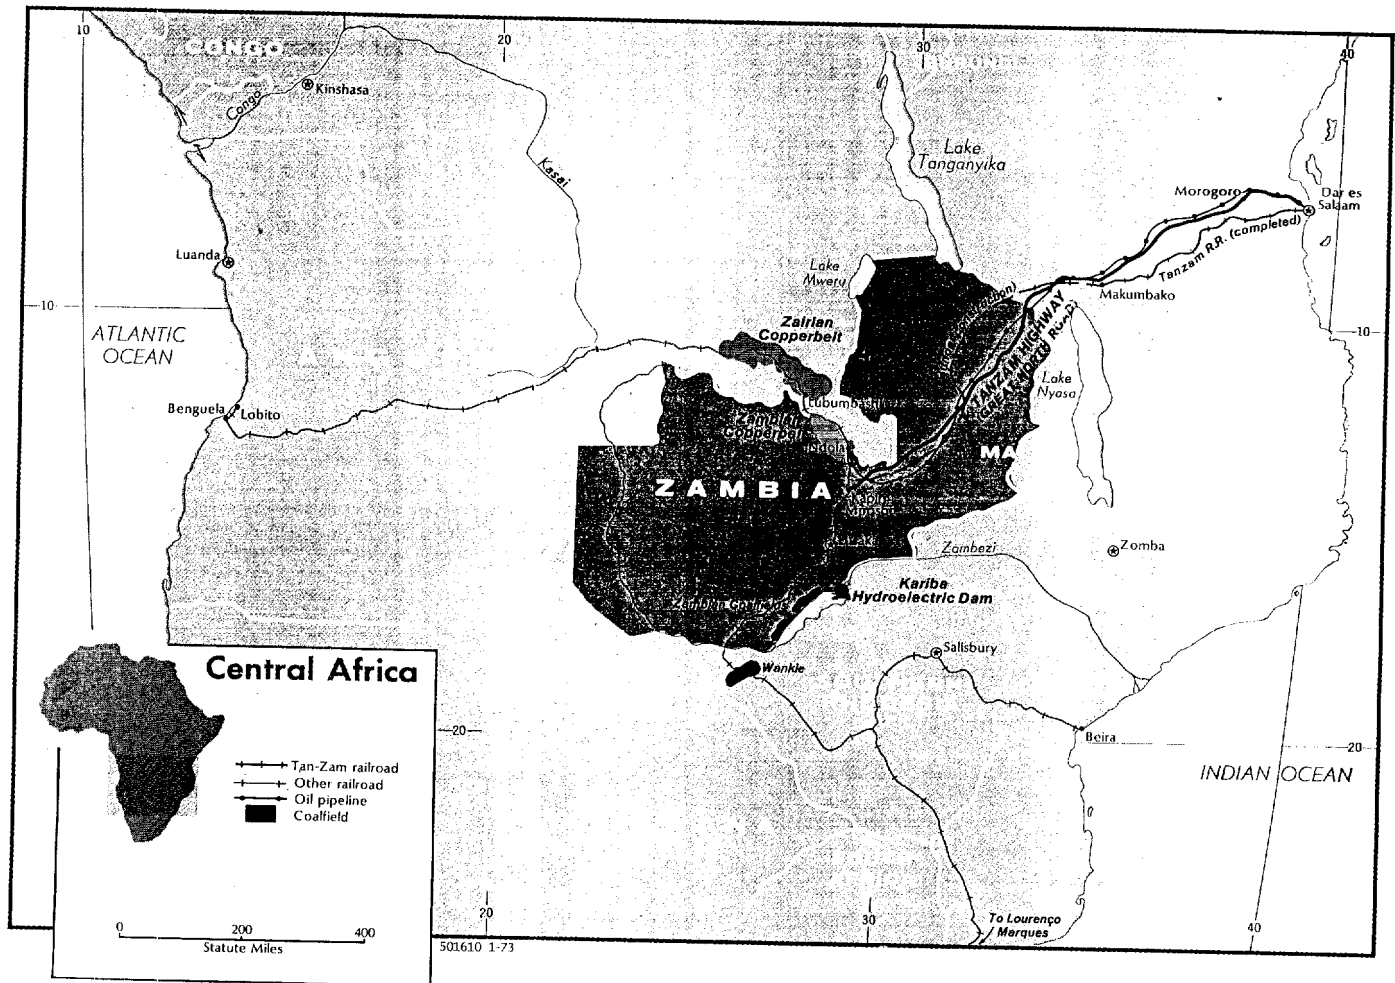 10
20
30
40
CONGO
Kinshasa
Congo
Kasai
Lake
Tanganyika
Morogoro
Dar es
Salaam
Tanzam R.R. (completed)
Luanda
Lake
Mweru
Makumbako
10
10
ATLANTIC
OCEAN
Zairian
Copperbelt
TANZAM HIGHWAY
(GREAT NORTH ROAD)
Lake
Nyasa
Benguela
Lobito
Lubumbashi
Zambian
Copperbelt
Ndola
MA
ZAMBIA
Zambezi
Zomba
Kariba
Hydroelectric Dam
Salisbury
Wankie
Central Africa
20
Beira
20
INDIAN OCEAN
Tan-Zam railroad
Other railroad
Oil pipeline
Coalfield
20
30
To Lourenço
Marques
40
0 200 400
Statute Miles
501610 1-73